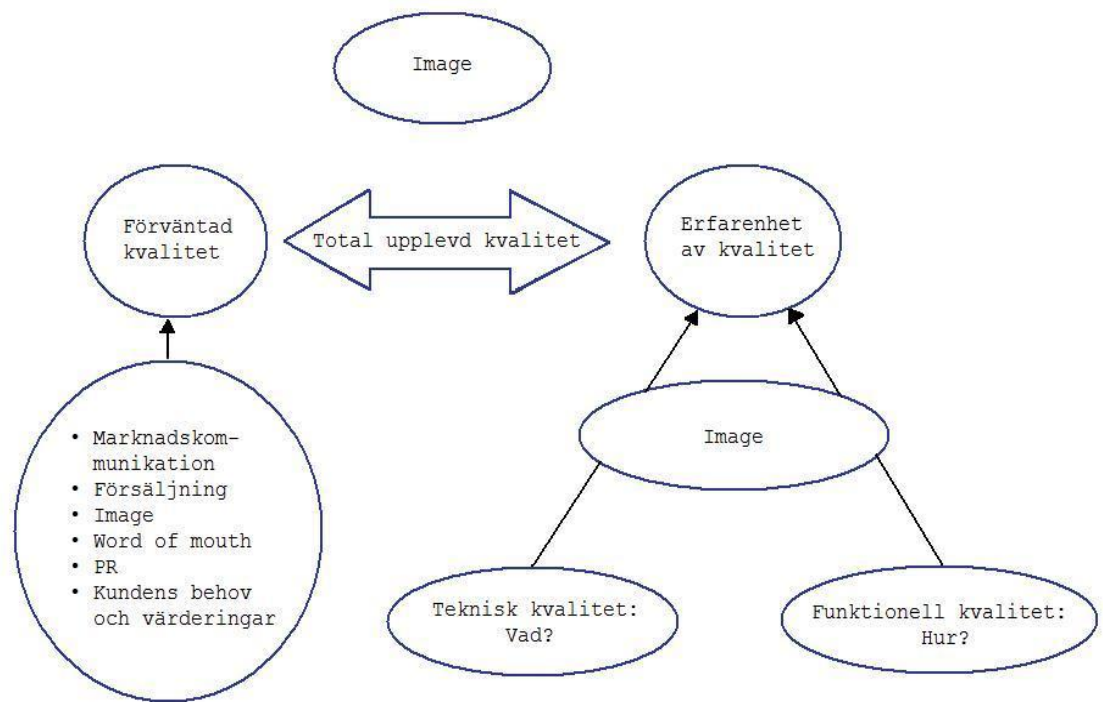 Image
Förväntad
kvalitet
Total upplevd kvalitet
Erfarenhet
av kvalitet
• Marknadskom-
munikation
• Försäljning
• Image
• Word of mouth
• PR
• Kundens behov
och värderingar
Image
Teknisk kvalitet:
Vad?
Funktionell kvalitet:
Hur?